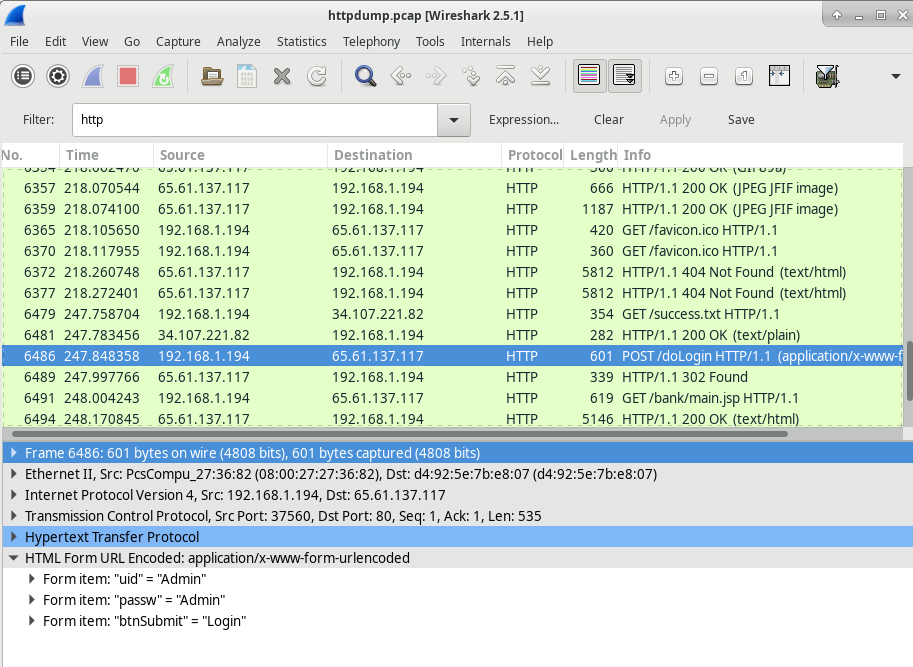 httpdump.pcap [Wireshark 2.5.1]
File Edit View Go Capture Analyze Statistics Telephony Tools Internals Help
Filter: http Expression... Clear Apply Save
No. Time Source Destination Protocol Length Info
6357 218.070544 65.61.137.117 192.168.1.194 HTTP 666 HTTP/1.1 200 OK (JPEG JFIF image)
6359 218.074100 65.61.137.117 192.168.1.194 HTTP 1187 HTTP/1.1 200 OK (JPEG JFIF image)
6365 218.105650 192.168.1.194 65.61.137.117 HTTP 420 GET /favicon.ico HTTP/1.1
6370 218.117955 192.168.1.194 65.61.137.117 HTTP 360 GET /favicon.ico HTTP/1.1
6372 218.260748 65.61.137.117 192.168.1.194 HTTP 5812 HTTP/1.1 404 Not Found (text/html)
6377 218.272401 65.61.137.117 192.168.1.194 HTTP 5812 HTTP/1.1 404 Not Found (text/html)
6479 247.758704 192.168.1.194 34.107.221.82 HTTP 354 GET /success.txt HTTP/1.1
6481 247.783456 34.107.221.82 192.168.1.194 HTTP 282 HTTP/1.1 200 OK (text/plain)
6486 247.848358 192.168.1.194 65.61.137.117 HTTP 601 POST /doLogin HTTP/1.1 (application/x-www-f
6489 247.997766 65.61.137.117 192.168.1.194 HTTP 339 HTTP/1.1 302 Found
6491 248.004243 192.168.1.194 65.61.137.117 HTTP 619 GET /bank/main.jsp HTTP/1.1
6494 248.170845 65.61.137.117 192.168.1.194 HTTP 5146 HTTP/1.1 200 OK (text/html)
Frame 6486: 601 bytes on wire (4808 bits), 601 bytes captured (4808 bits)
Ethernet II, Src: PcsCompu_27:36:82 (08:00:27:27:36:82), Dst: d4:92:5e:7b:e8:07 (d4:92:5e:7b:e8:07)
Internet Protocol Version 4, Src: 192.168.1.194, Dst: 65.61.137.117
Transmission Control Protocol, Src Port: 37560, Dst Port: 80, Seq: 1, Ack: 1, Len: 535
Hypertext Transfer Protocol
HTML Form URL Encoded: application/x-www-form-urlencoded
Form item: "uid" = "Admin"
Form item: "passw" = "Admin"
Form item: "btnSubmit" = "Login"